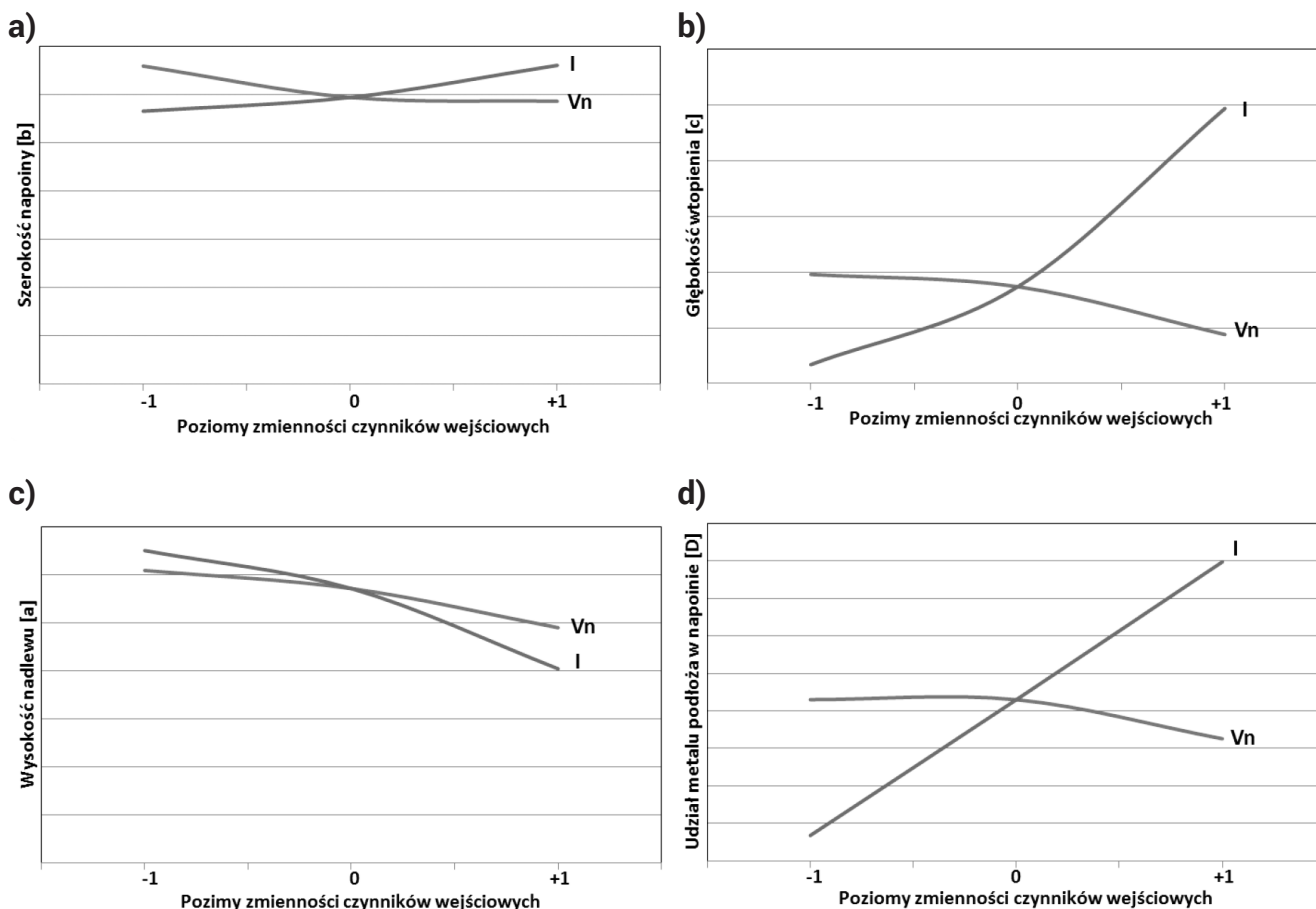 a)
Szerokość napoiny [b]
I
Vn
-1 0 +1
Poziomy zmienności czynników wejściowych
b)
Głębokość wtopienia [c]
I
Vn
-1 0 +1
Pozimy zmienności czynników wejściowych
c)
Wysokość nadlewu [a]
Vn
I
-1 0 +1
Pozimy zmienności czynników wejściowych
d)
Udział metalu podłoża w napoinie [D]
I
Vn
-1 0 +1
Pozimy zmienności czynników wejściowych